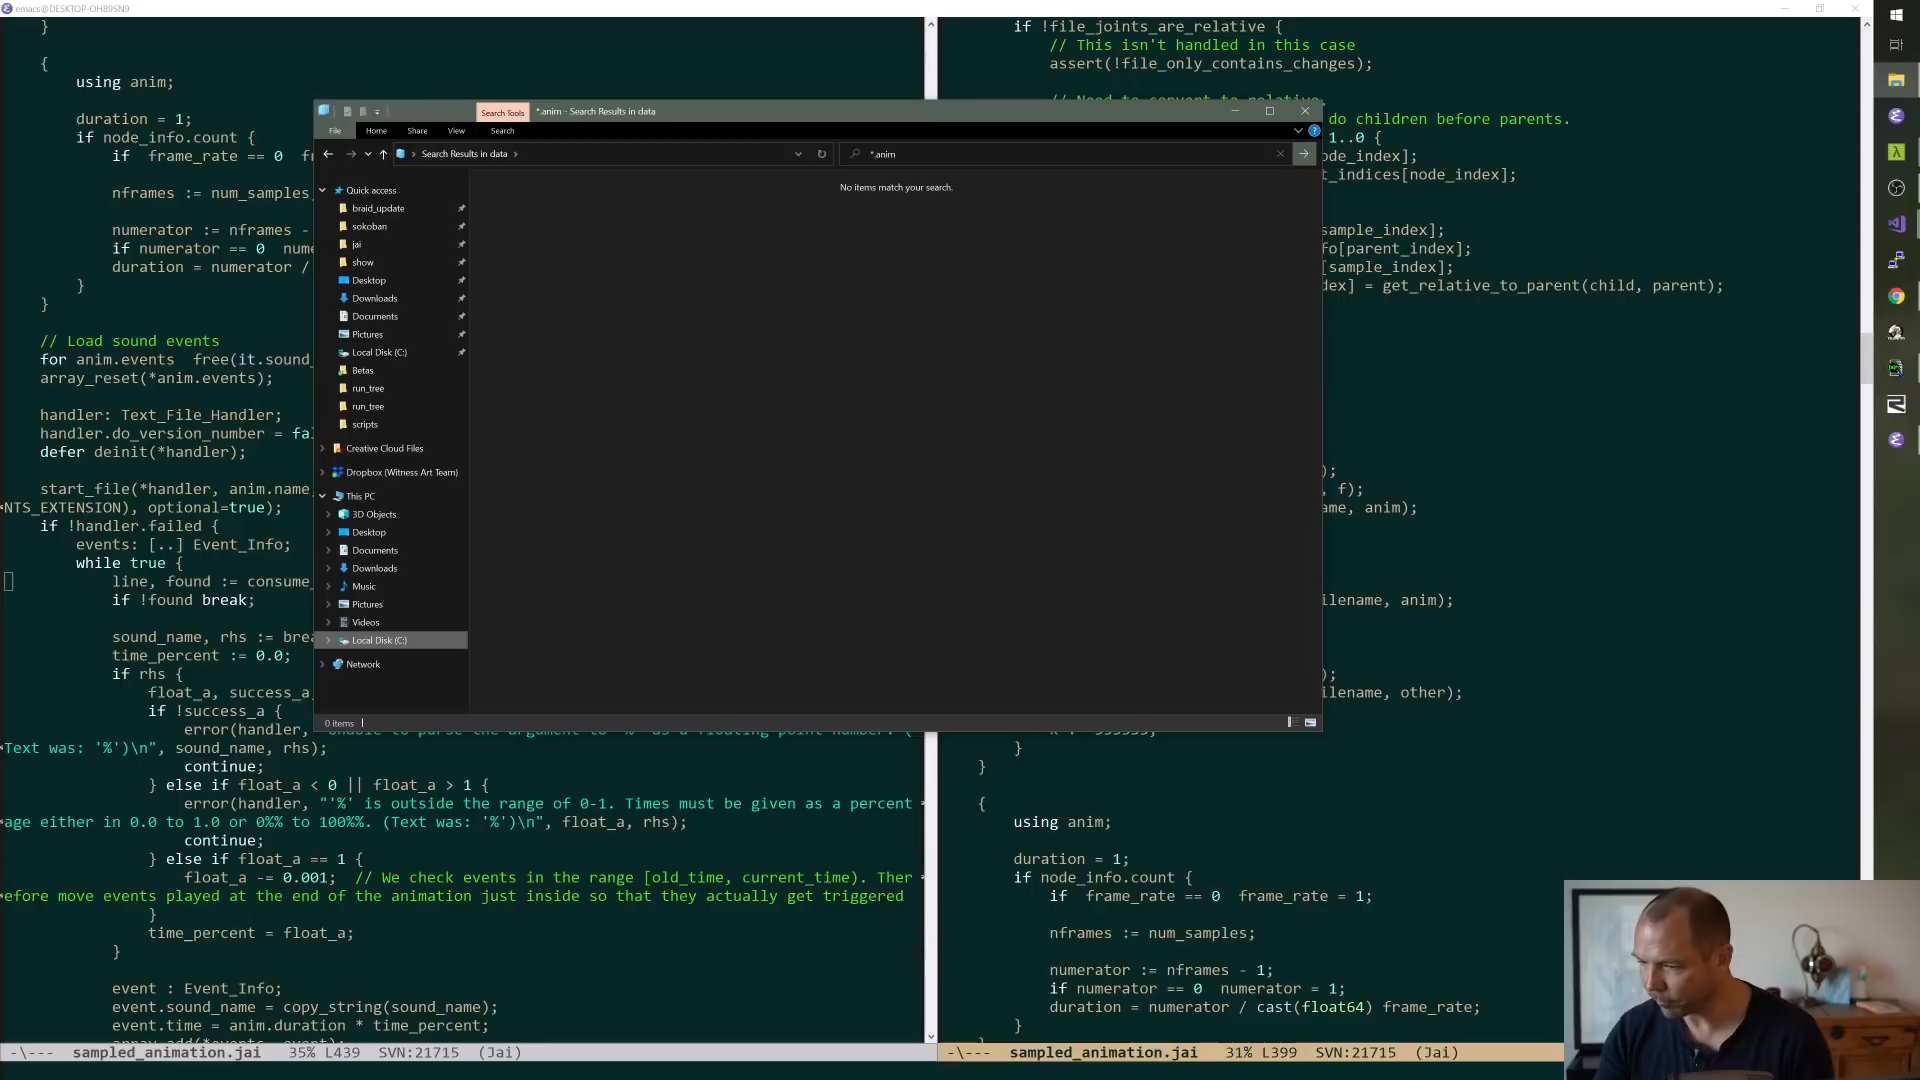 emacs@DESKTOP-OH89SN9
}
{
using anim;
duration = 1;
if node_info.count {
if frame_rate == 0 fr
nframes := num_samples;
numerator := nframes -
if numerator == 0 nume
duration = numerator /
}
}
// Load sound events
for anim.events free(it.sound_
array_reset(*anim.events);
handler: Text_File_Handler;
handler.do_version_number = fal
defer deinit(*handler);
start_file(*handler, anim.name,
NTS_EXTENSION), optional=true);
if !handler.failed {
events: [..] Event_Info;
while true {
line, found := consume_
if !found break;
sound_name, rhs := brea
time_percent := 0.0;
if rhs {
float_a, success_a
if !success_a {
error(handler,
Text was: '%')\n", sound_name, rhs);
continue;
} else if float_a < 0 || float_a > 1 {
error(handler, "'%' is outside the range of 0-1. Times must be given as a percent
age either in 0.0 to 1.0 or 0%% to 100%%. (Text was: '%')\n", float_a, rhs);
continue;
} else if float_a == 1 {
float_a -= 0.001; // We check events in the range [old_time, current_time). Ther
efore move events played at the end of the animation just inside so that they actually get triggered
}
time_percent = float_a;
}
event : Event_Info;
event.sound_name = copy_string(sound_name);
event.time = anim.duration * time_percent;
-\--- sampled_animation.jai 35% L439 SVN:21715 (Jai)
Search Tools
*.anim - Search Results in data
File Home Share View Search
Search Results in data
*.anim
No items match your search.
Quick access
braid_update
sokoban
jai
show
Desktop
Downloads
Documents
Pictures
Local Disk (C:)
Betas
run_tree
run_tree
scripts
Creative Cloud Files
Dropbox (Witness Art Team)
This PC
3D Objects
Desktop
Documents
Downloads
Music
Pictures
Videos
Local Disk (C:)
Network
0 items
if !file_joints_are_relative {
// This isn't handled in this case
assert(!file_only_contains_changes);
do children before parents.
1..0 {
ode_index];
t_indices[node_index];
sample_index];
fo[parent_index];
[sample_index];
dex] = get_relative_to_parent(child, parent);
);
, f);
ame, anim);
ilename, anim);
);
ilename, other);
}
}
{
using anim;
duration = 1;
if node_info.count {
if frame_rate == 0 frame_rate = 1;
nframes := num_samples;
numerator := nframes - 1;
if numerator == 0 numerator = 1;
duration = numerator / cast(float64) frame_rate;
}
-\--- sampled_animation.jai 31% L399 SVN:21715 (Jai)